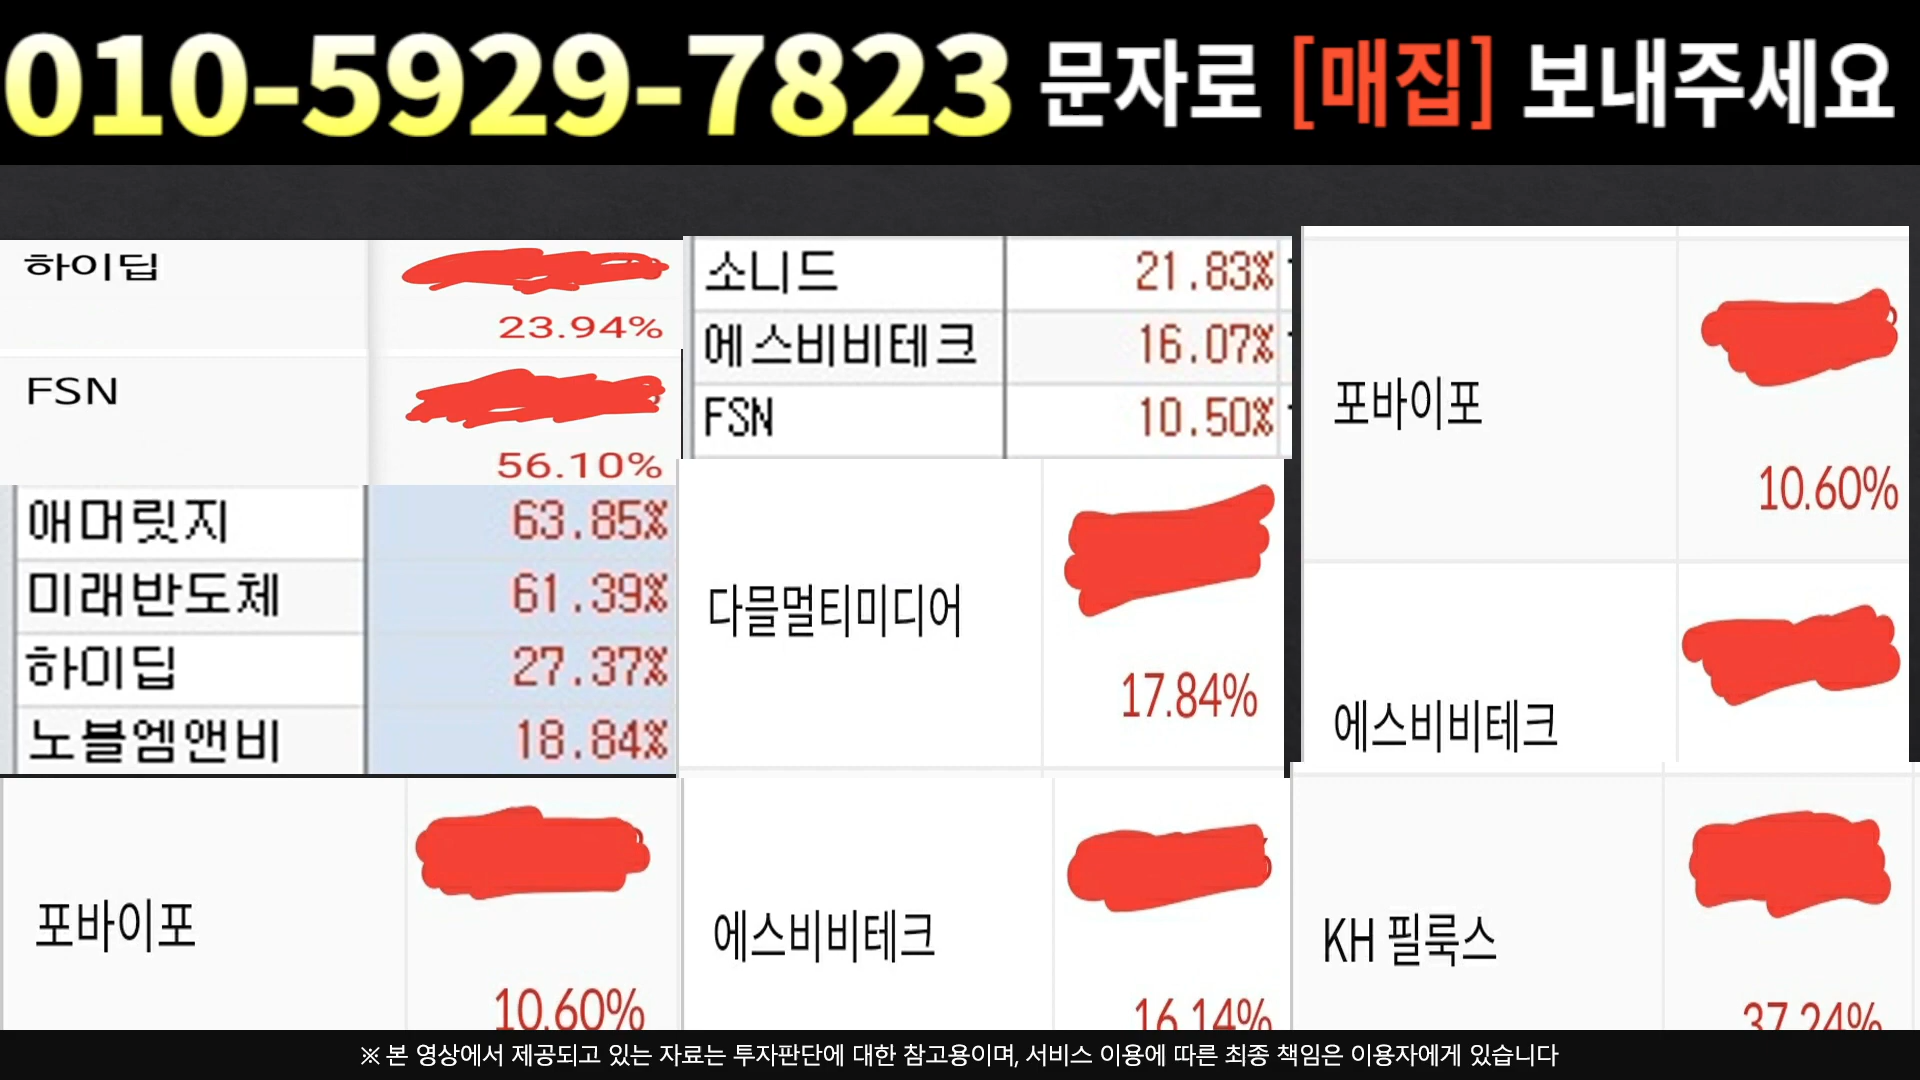 010-5929-7823 문자로 [매집] 보내주세요
하이딥
23.94%
FSN
56.10%
애머릿지 63.85%
미래반도체 61.39%
하이딥 27.37%
노블엠앤비 18.84%
소니드 21.83%
에스비비테크 16.07%
FSN 10.50%
다믈멀티미디어
17.84%
포바이포
10.60%
에스비비테크
포바이포
10.60%
에스비비테크
16.14%
KH 필룩스
37.24%
※ 본 영상에서 제공되고 있는 자료는 투자판단에 대한 참고용이며, 서비스 이용에 따른 최종 책임은 이용자에게 있습니다